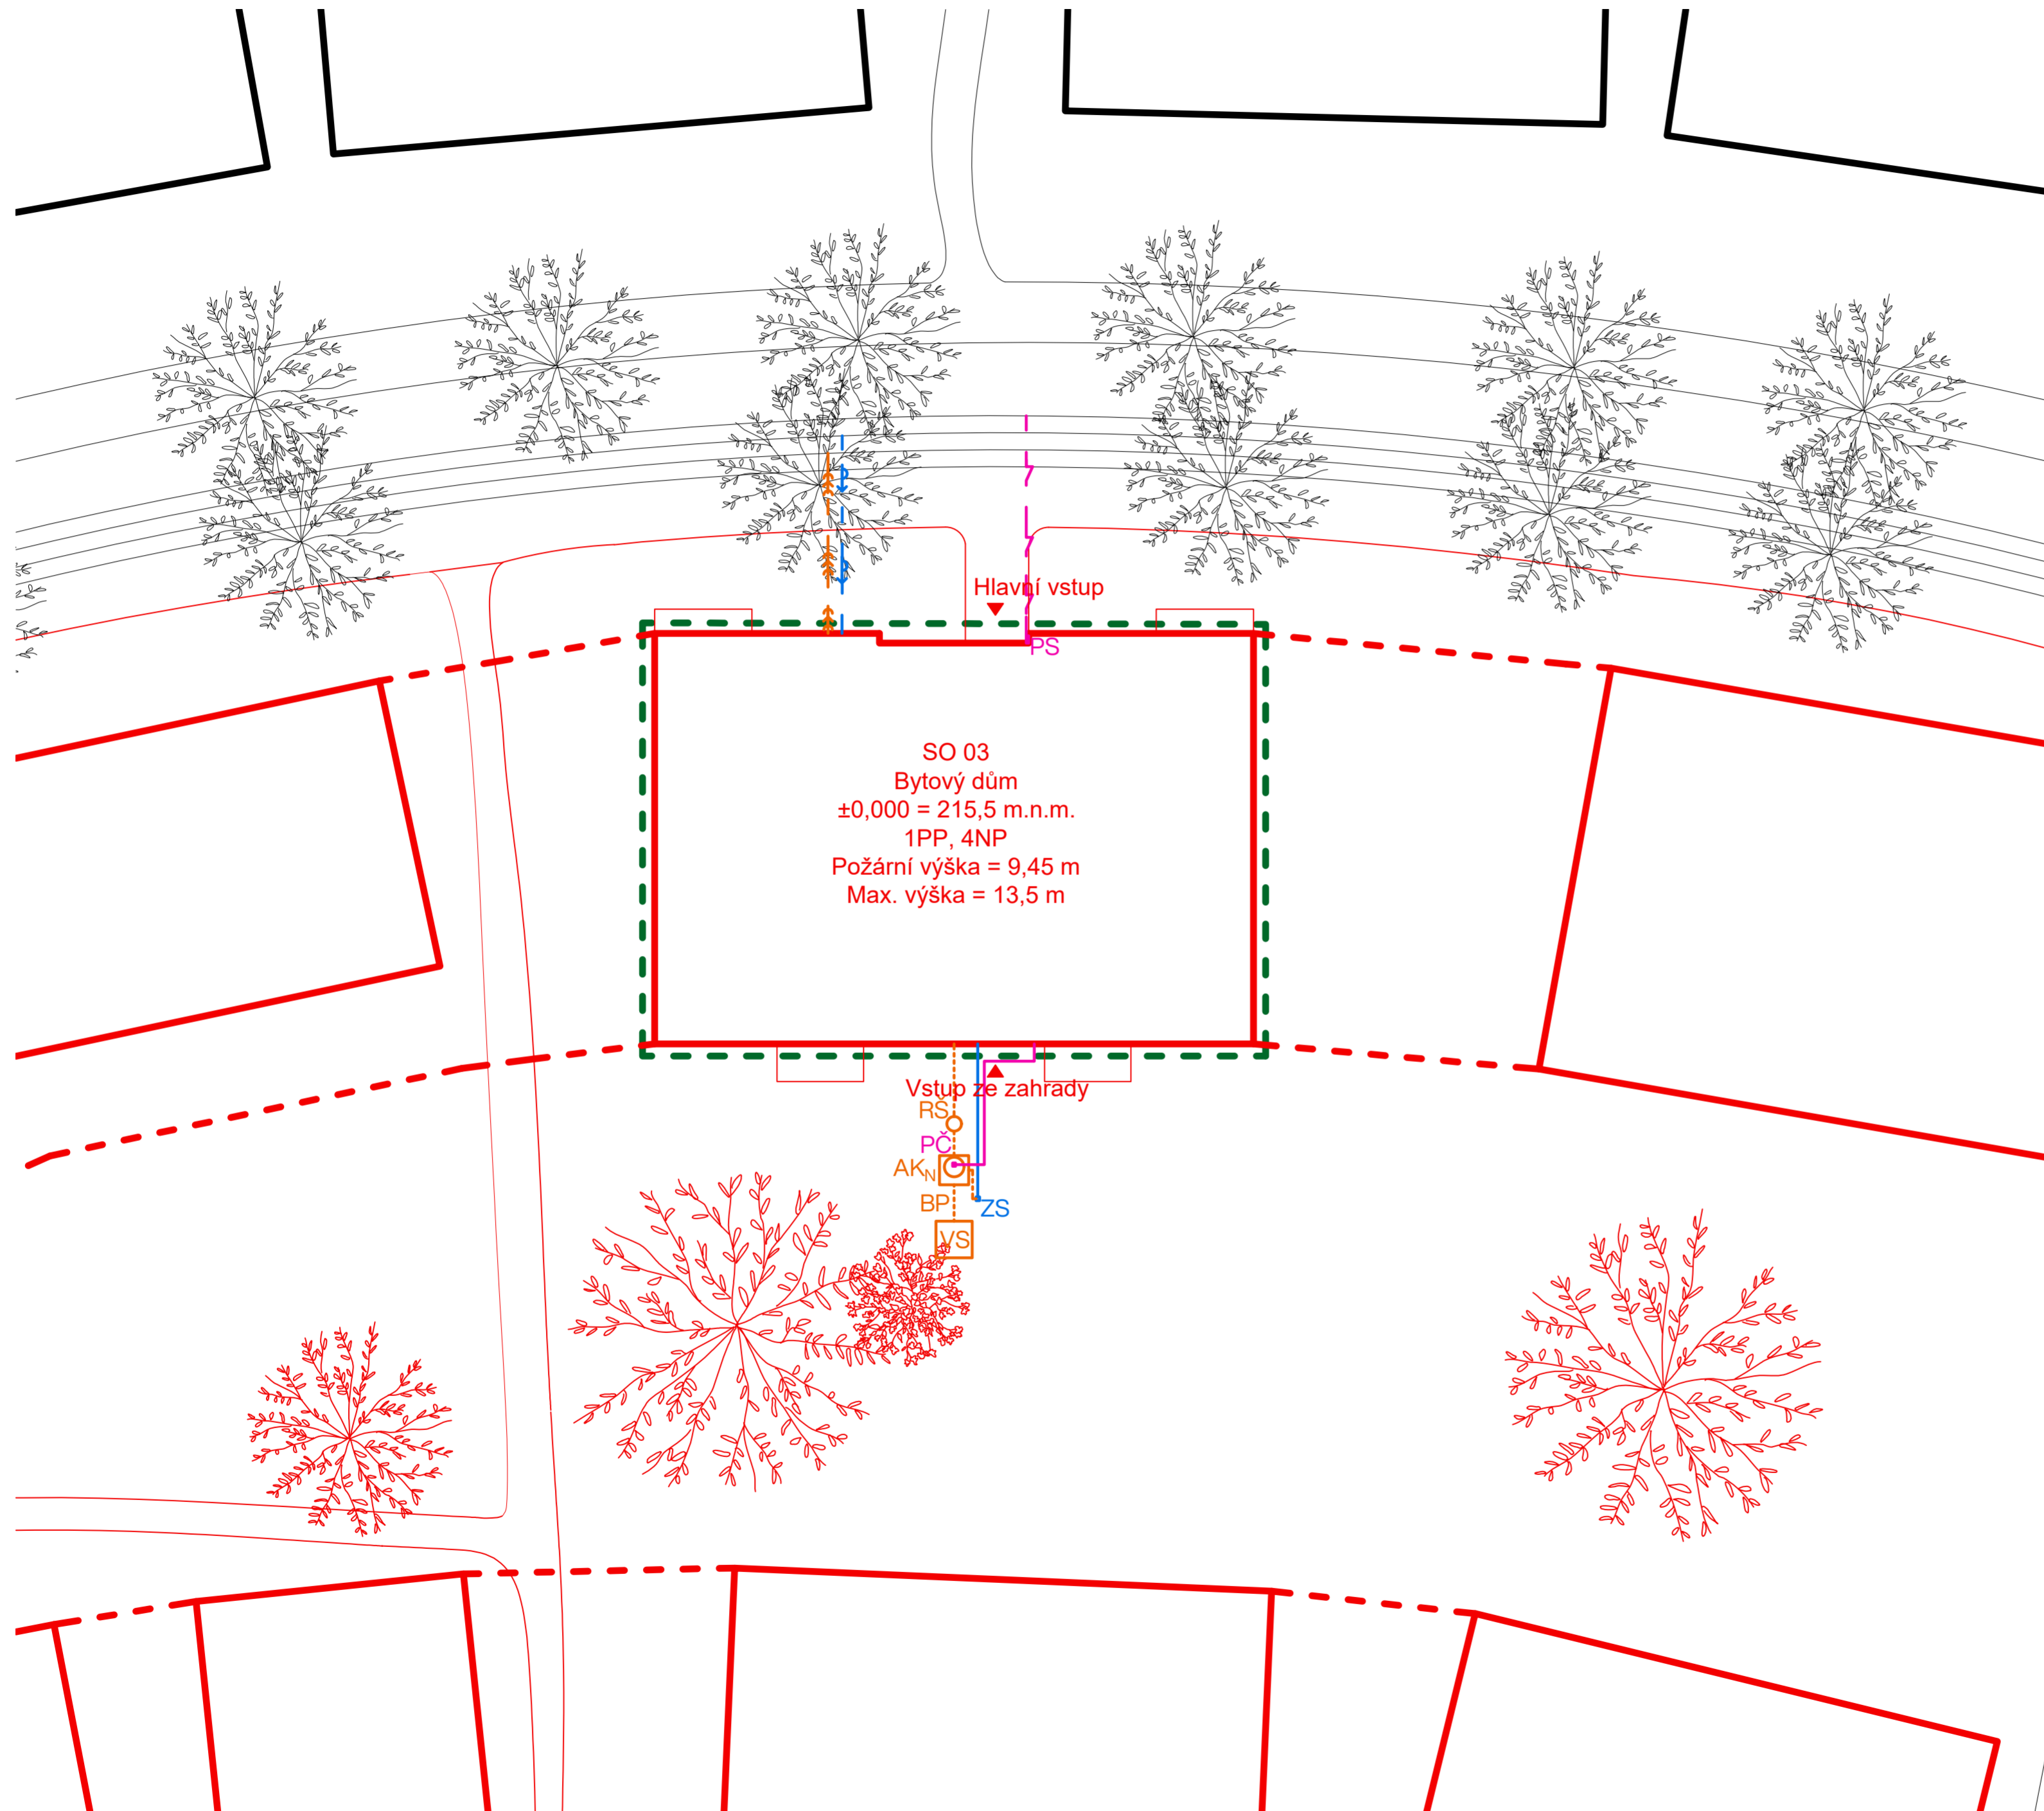 Hlavní vstup
PS
SO 03
Bytový dům
±0,000 = 215,5 m.n.m.
1PP, 4NP
Požární výška = 9,45 m
Max. výška = 13,5 m
Vstup ze zahrady
RŠ
PČ
AKN
BP
ZS
VS